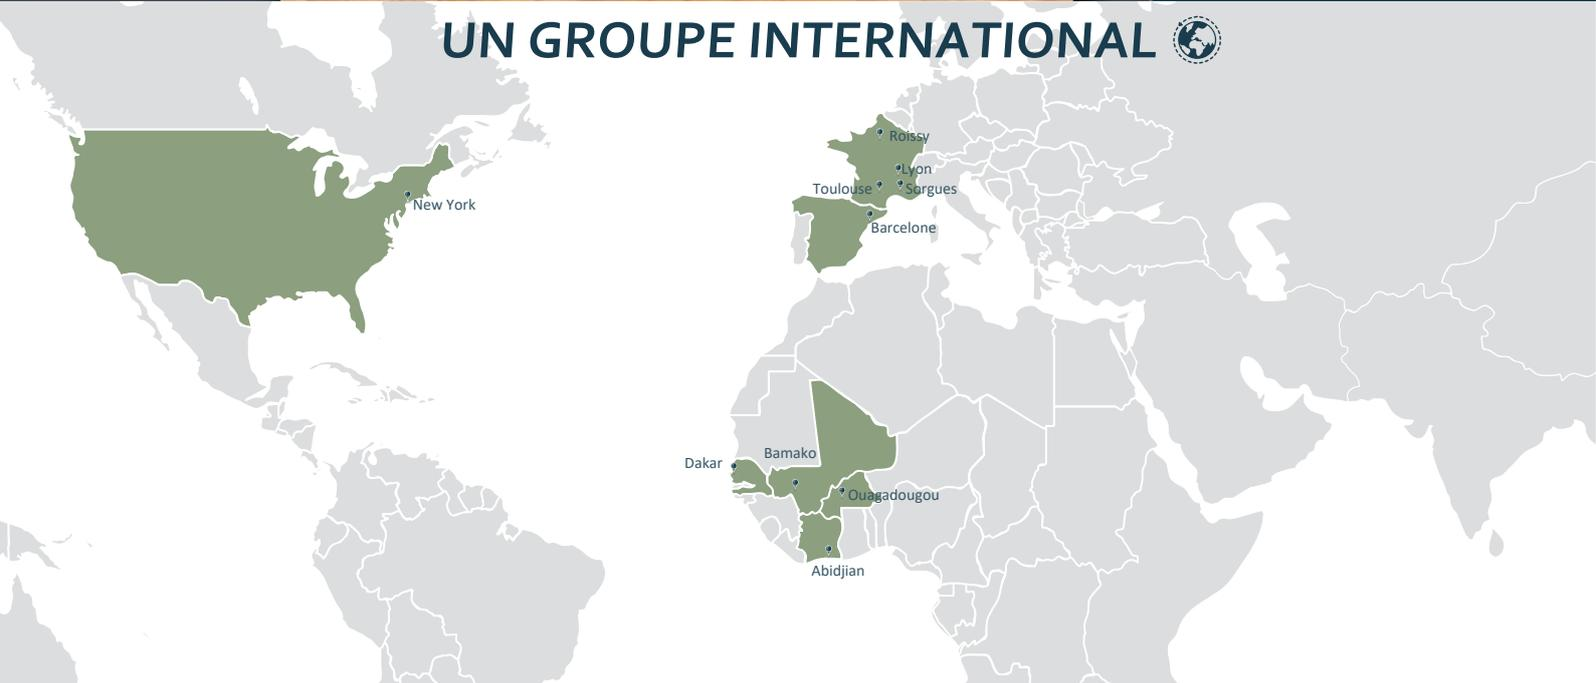 UN GROUPE INTERNATIONAL
Roissy
Lyon
Toulouse
Sorgues
New York
Barcelone
Bamako
Dakar
Ouagadougou
Abidjian